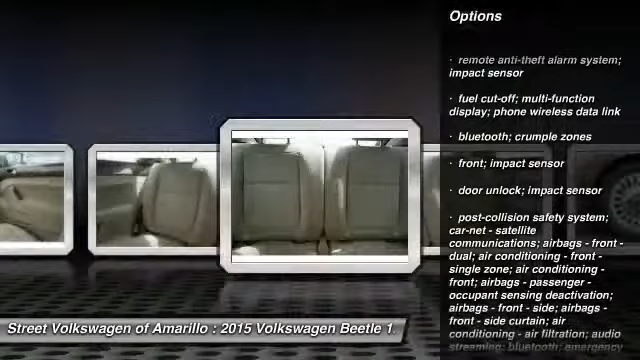 Options
· remote anti-theft alarm system;
impact sensor
· fuel cut-off; multi-function
display; phone wireless data link
· bluetooth; crumple zones
· front; impact sensor
· door unlock; impact sensor
· post-collision safety system;
car-net - satellite
communications; airbags - front -
dual; air conditioning - front -
single zone; air conditioning -
front; airbags - passenger -
occupant sensing deactivation;
airbags - front - side; airbags -
front - side curtain; air
conditioning - air filtration; audio
streaming; bluetooth; emergency
Street Volkswagen of Amarillo : 2015 Volkswagen Beetle 1.